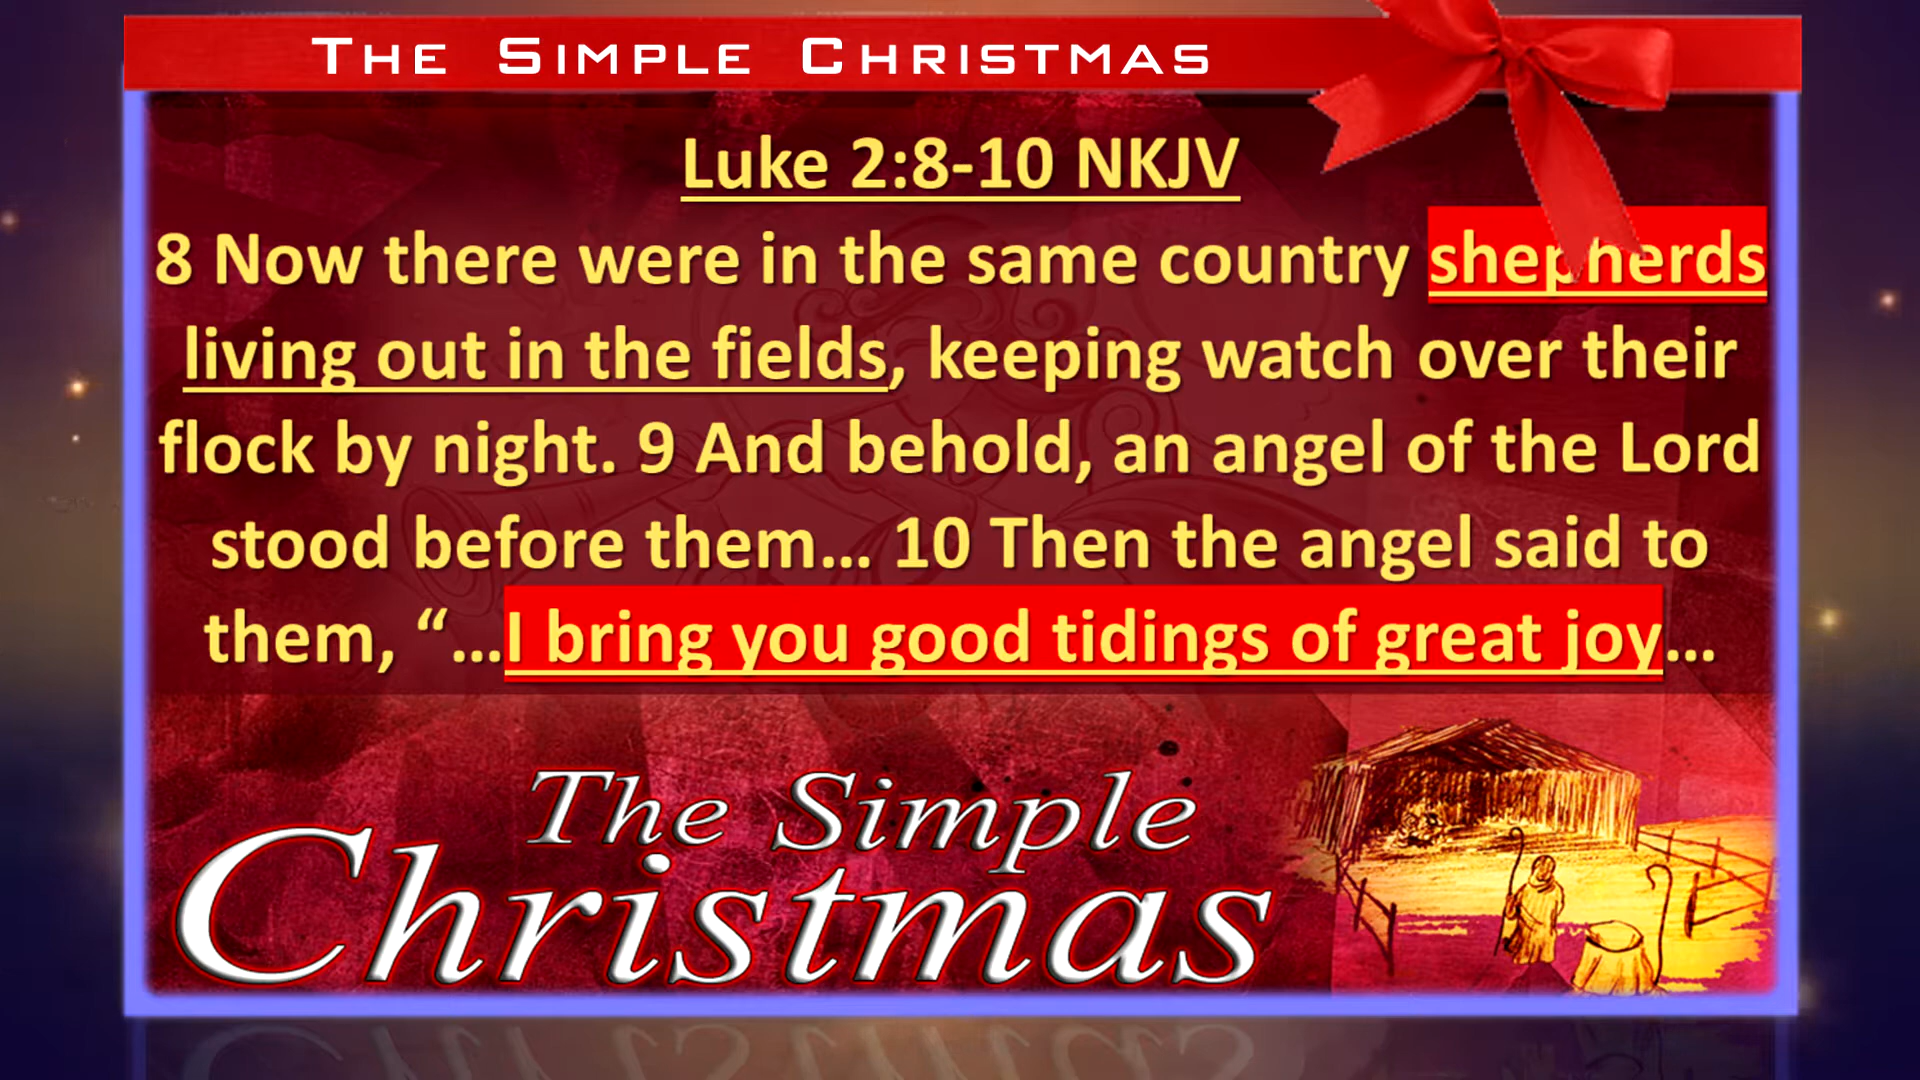 The Simple Christmas
Luke 2:8-10 NKJV
8 Now there were in the same country shepherds
living out in the fields, keeping watch over their
flock by night. 9 And behold, an angel of the Lord
stood before them... 10 Then the angel said to
them, “...I bring you good tidings of great joy...
The Simple
Christmas